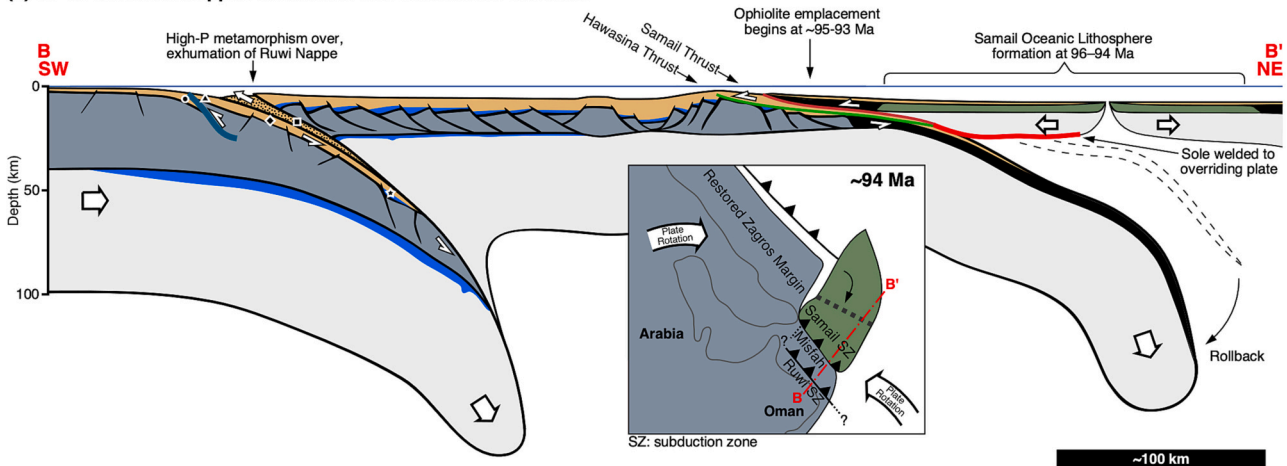 B
SW
High-P metamorphism over,
exhumation of Ruwi Nappe
Hawasina Thrust
Samail Thrust
Ophiolite emplacement
begins at ~95-93 Ma
Samail Oceanic Lithosphere
formation at 96–94 Ma
B'
NE
0
50
100
Depth (km)
Sole welded to
overriding plate
Rollback
~94 Ma
Restored Zagros Margin
Plate
Rotation
Arabia
Samail SZ
Misfah
Ruwi SZ
?
?
B'
B
Oman
Plate
Rotation
SZ: subduction zone
~100 km